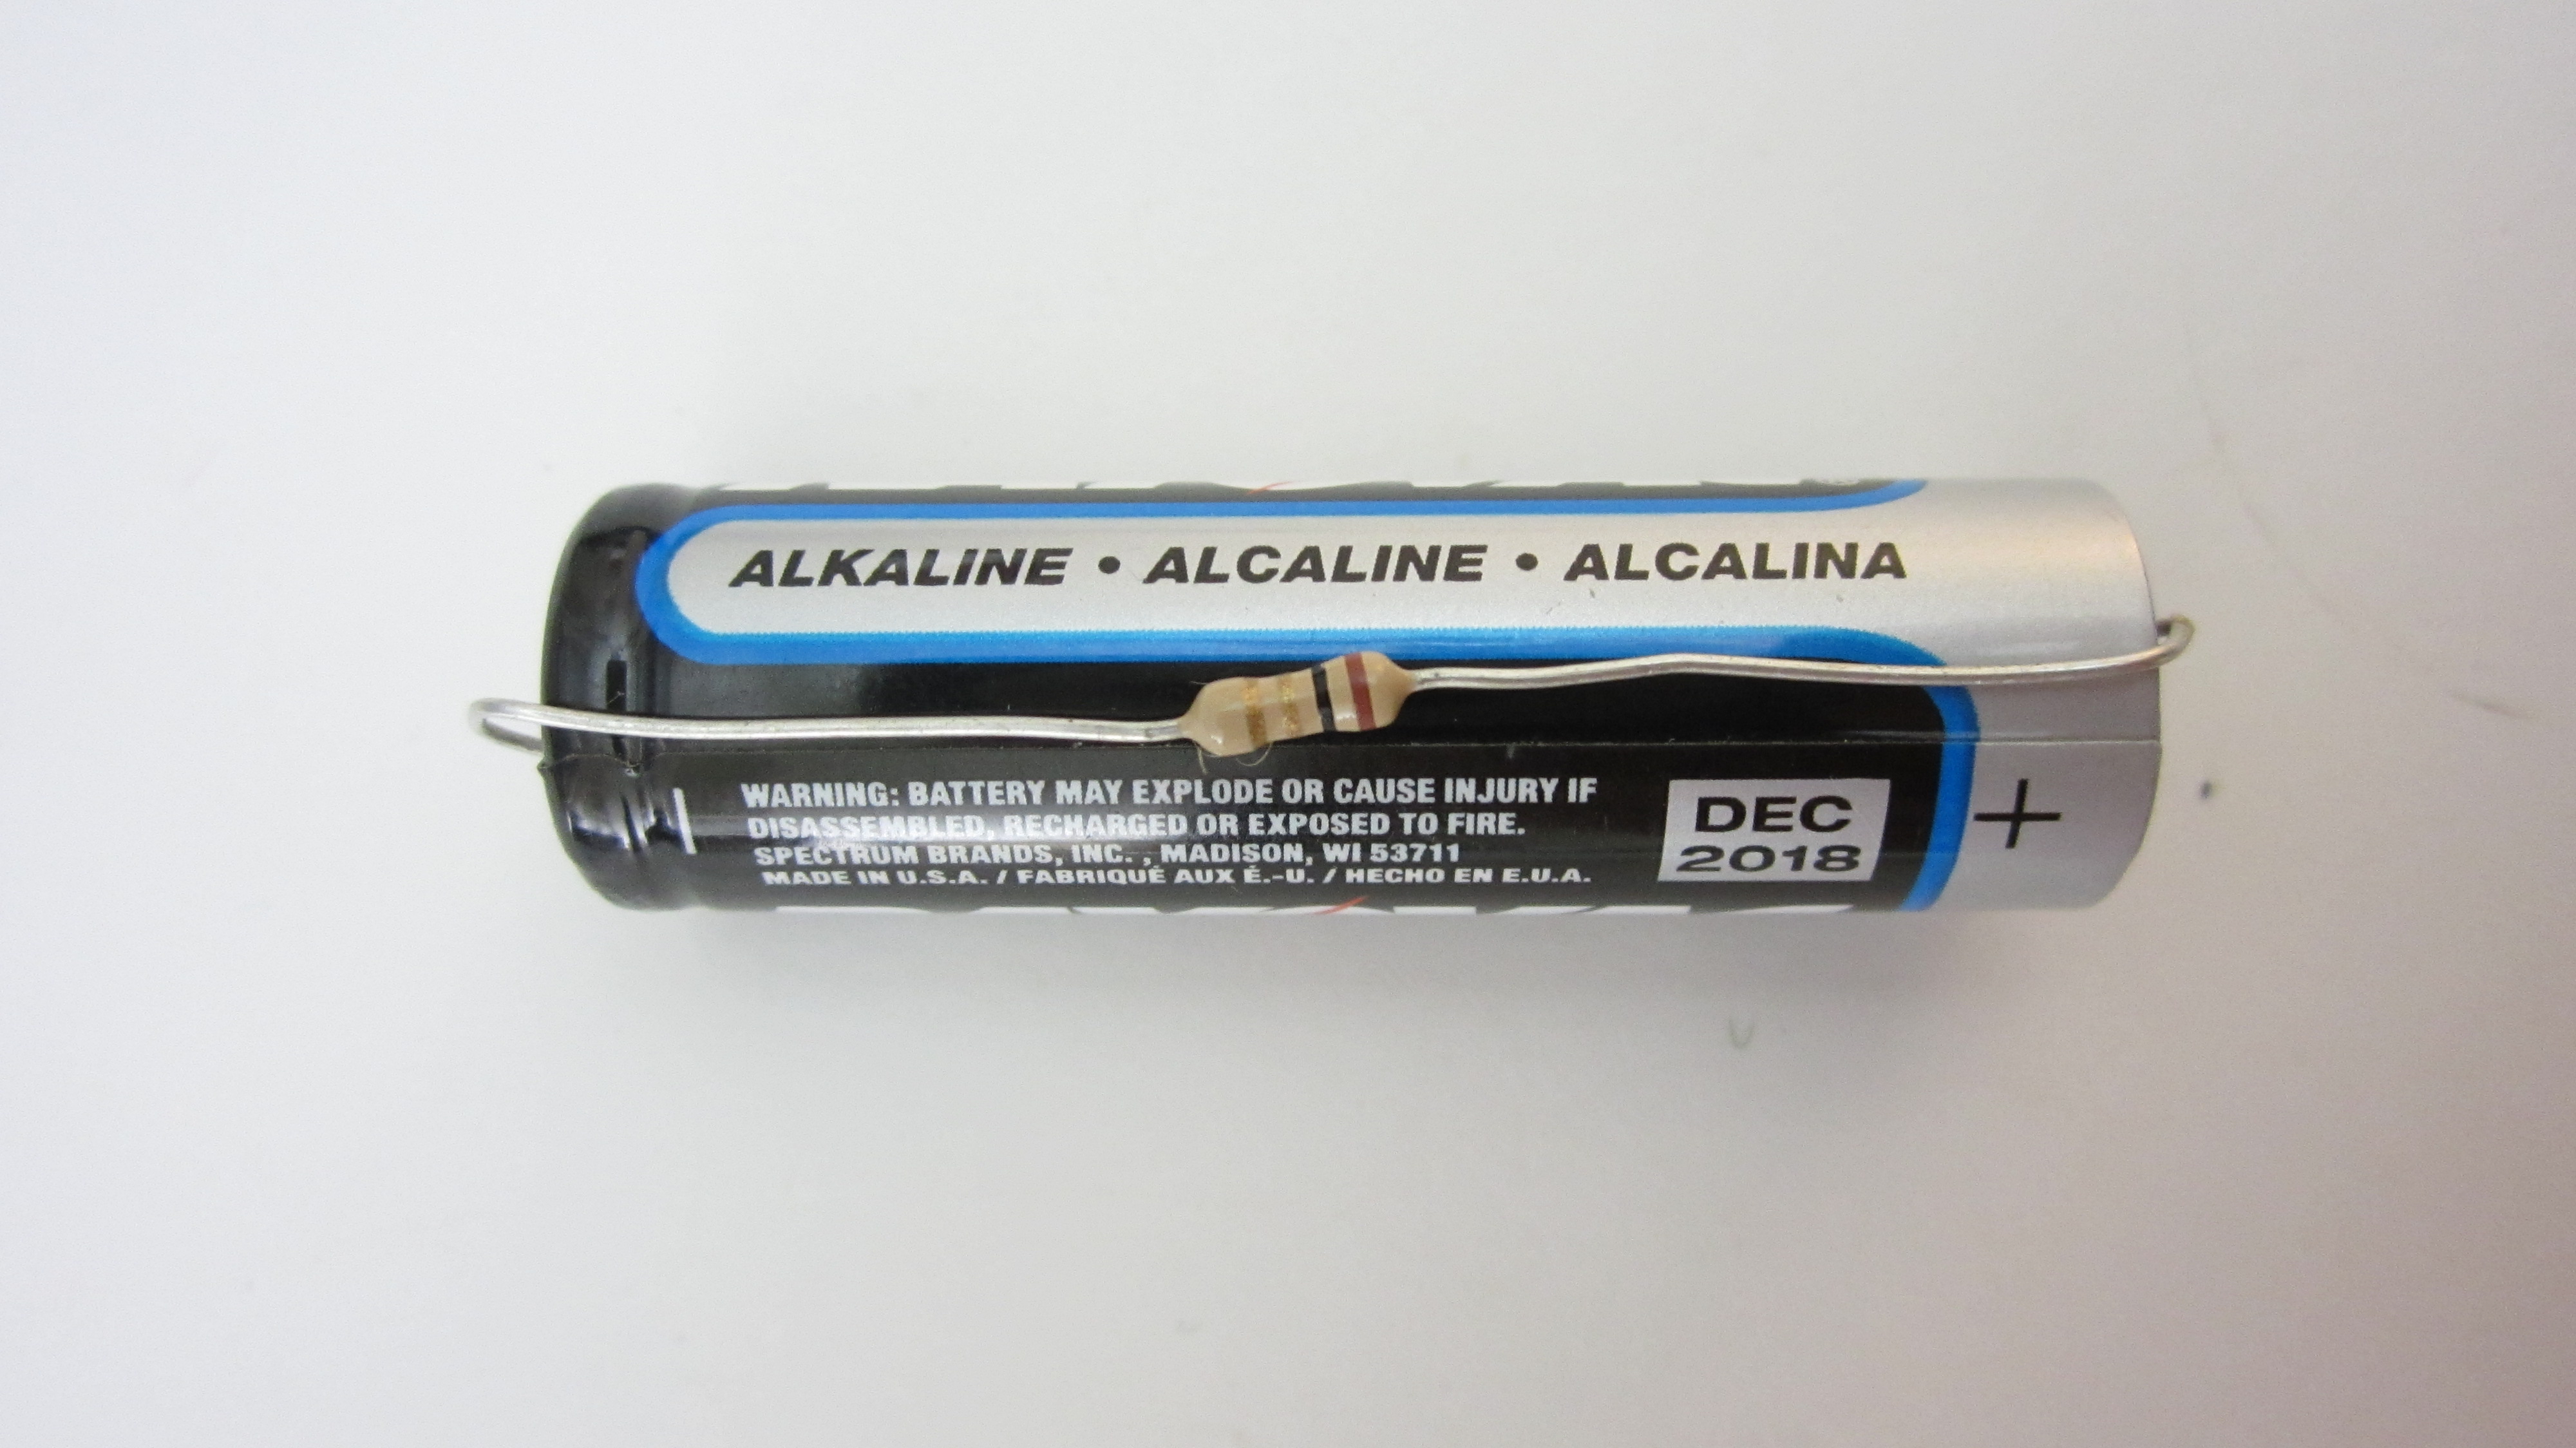 ALKALINE • ALCALINE • ALCALINA
WARNING: BATTERY MAY EXPLODE OR CAUSE INJURY IF
DISASSEMBLED, RECHARGED OR EXPOSED TO FIRE.
SPECTRUM BRANDS, INC. , MADISON, WI 53711
MADE IN U.S.A. / FABRIQUÉ AUX É.-U. / HECHO EN E.U.A.
DEC
2018
+